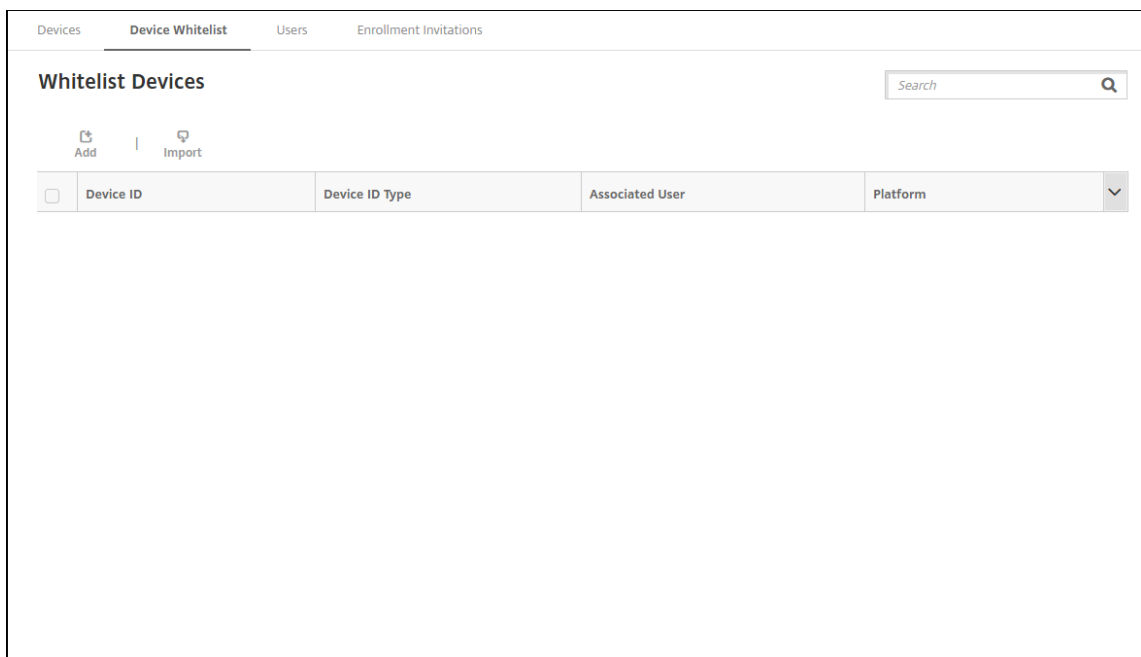 Devices Device Whitelist Users Enrollment Invitations
Whitelist Devices
Search
Add | Import
Device ID Device ID Type Associated User Platform